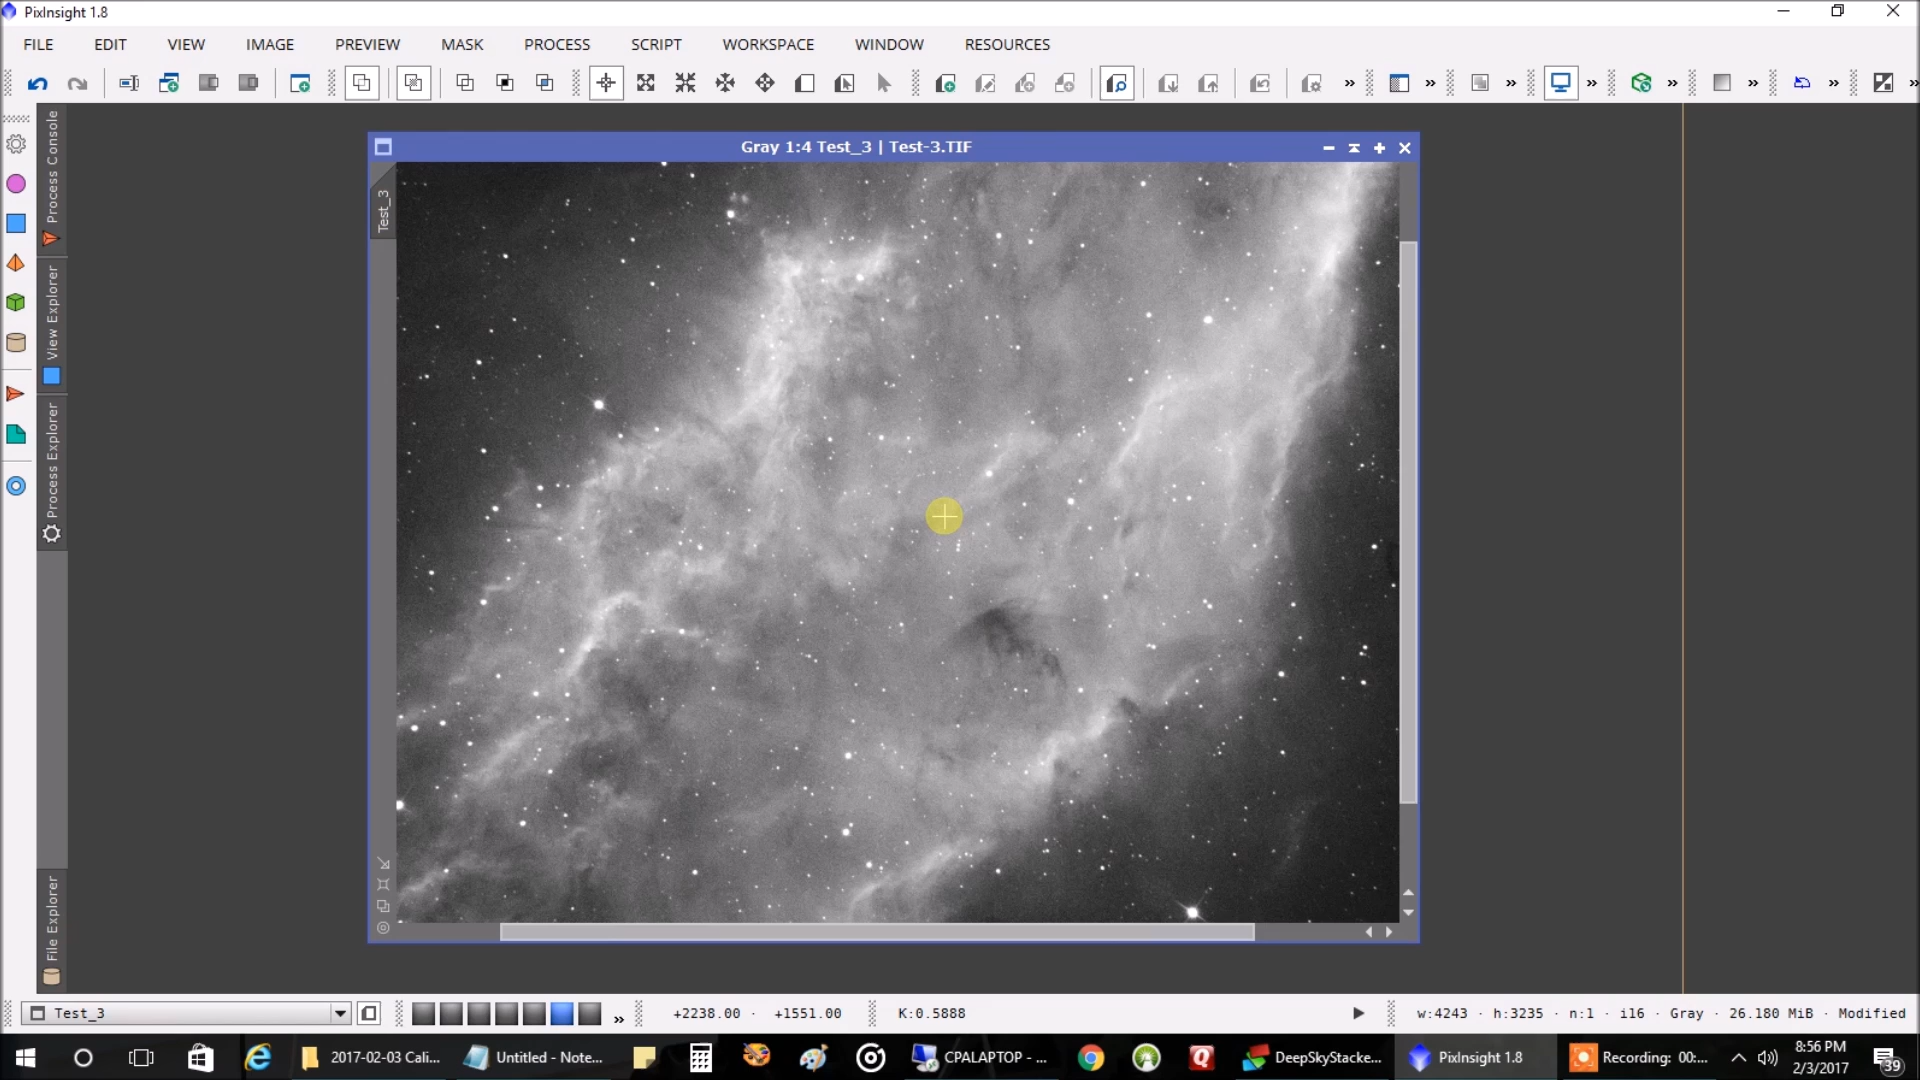 PixInsight 1.8
FILE EDIT VIEW IMAGE PREVIEW MASK PROCESS SCRIPT WORKSPACE WINDOW RESOURCES
Process Console
View Explorer
Process Explorer
File Explorer
Gray 1:4 Test_3 | Test-3.TIF
Test_3
Test_3
+2238.00 · +1551.00
K:0.5888
w:4243 · h:3235 · n:1 · i16 · Gray · 26.180 MiB · Modified
2017-02-03 Cali...
Untitled - Note...
CPALAPTOP - ...
DeepSkyStacke...
PixInsight 1.8
Recording: 00:...
8:56 PM
2/3/2017
39